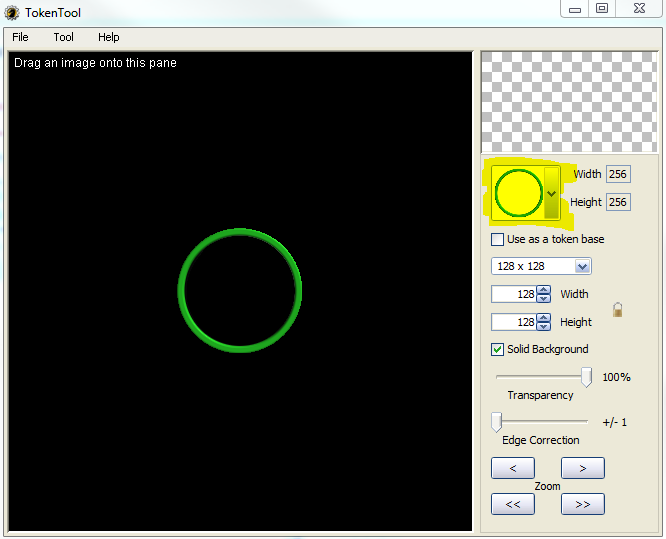 TokenTool
File Tool Help
Drag an image onto this pane
Width 256
Height 256
Use as a token base
128 x 128
128 Width
128 Height
Solid Background
100%
Transparency
+/- 1
Edge Correction
< >
Zoom
<< >>